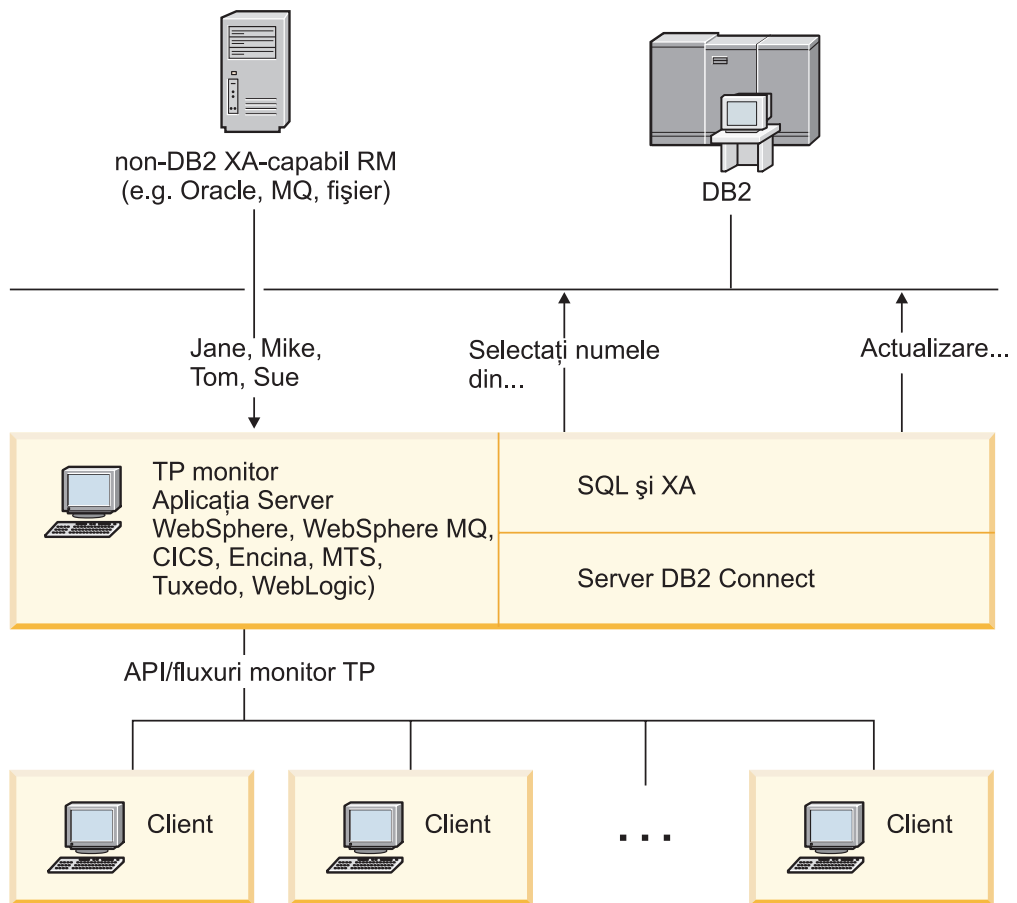 non-DB2 XA-capabil RM
(e.g. Oracle, MQ, fişier)
DB2
Jane, Mike,
Tom, Sue
Selectaţi numele
din...
Actualizare...
TP monitor
Aplicaţia Server
WebSphere, WebSphere MQ,
CICS, Encina, MTS,
Tuxedo, WebLogic)
SQL şi XA
Server DB2 Connect
API/fluxuri monitor TP
Client
Client
. . .
Client